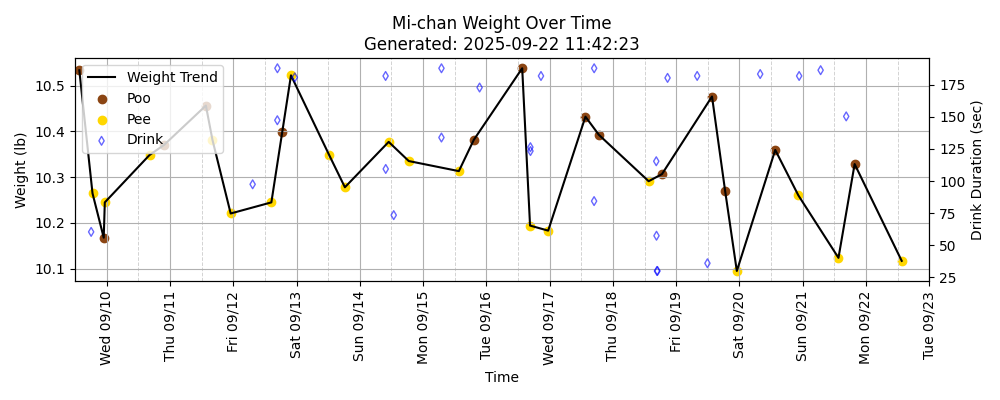 Mi-chan Weight Over Time
Generated: 2025-09-22 11:42:23
Weight Trend
Poo
Pee
Drink
Weight (lb)
10.5
10.4
10.3
10.2
10.1
Drink Duration (sec)
175
150
125
100
75
50
25
Wed 09/10
Thu 09/11
Fri 09/12
Sat 09/13
Sun 09/14
Mon 09/15
Tue 09/16
Wed 09/17
Thu 09/18
Fri 09/19
Sat 09/20
Sun 09/21
Mon 09/22
Tue 09/23
Time